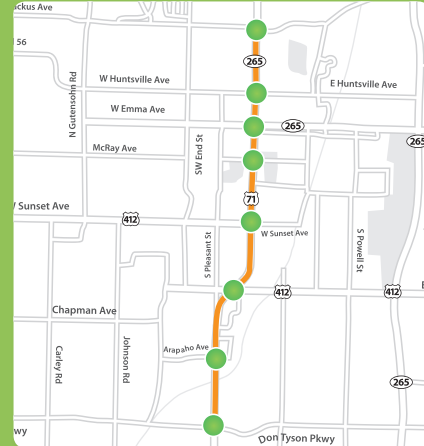 ckus Ave
56
265
W Huntsville Ave
E Huntsville Ave
N Gutensohn Rd
W Emma Ave
265
265
McRay Ave
SW End St
71
Sunset Ave
412
W Sunset Ave
S Pleasant St
S Powell St
412
412
Chapman Ave
Arapaho Ave
Carley Rd
Johnson Rd
265
wy
Don Tyson Pkwy